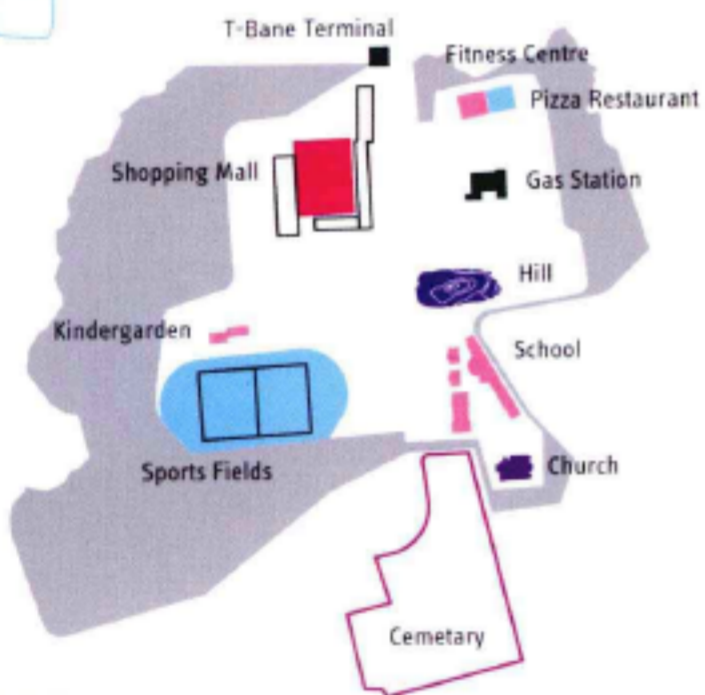 T-Bane Terminal
Fitness Centre
Pizza Restaurant
Shopping Mall
Gas Station
Hill
Kindergarden
School
Sports Fields
Church
Cemetary